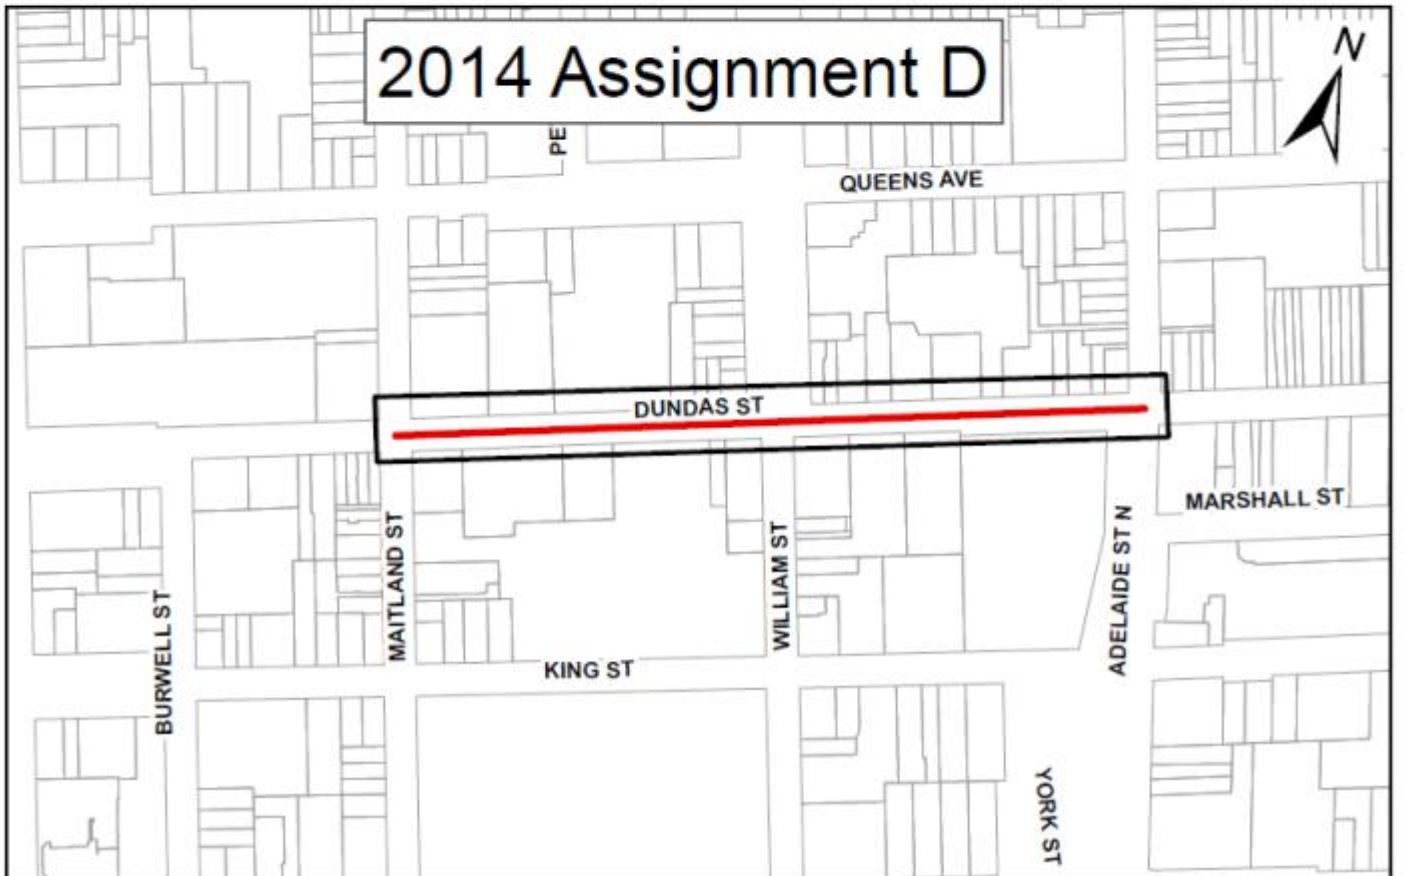 2014 Assignment D
N
PE
QUEENS AVE
DUNDAS ST
MARSHALL ST
MAITLAND ST
WILLIAM ST
ADELAIDE ST N
BURWELL ST
KING ST
YORK ST